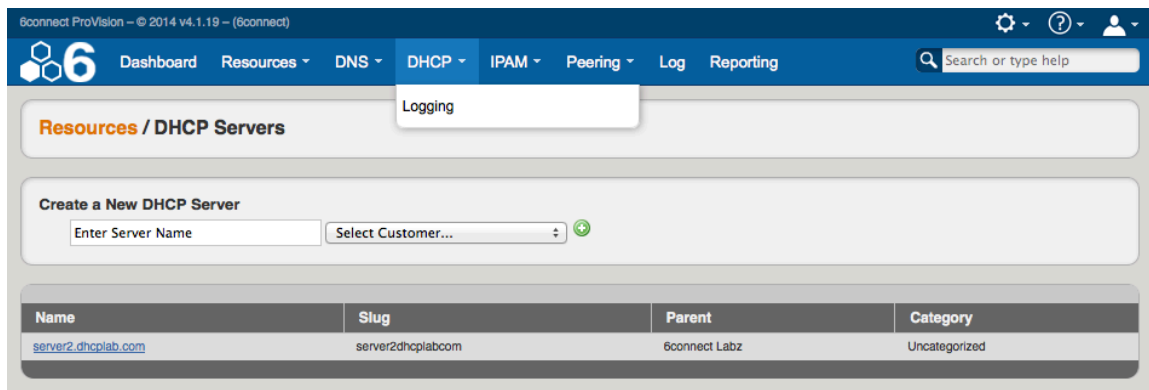 6connect ProVision – © 2014 v4.1.19 – (6connect)
6 Dashboard Resources DNS DHCP IPAM Peering Log Reporting Search or type help
Logging
Resources / DHCP Servers
Create a New DHCP Server
Enter Server Name Select Customer...
Name Slug Parent Category
server2.dhcplab.com server2dhcplabcom 6connect Labz Uncategorized